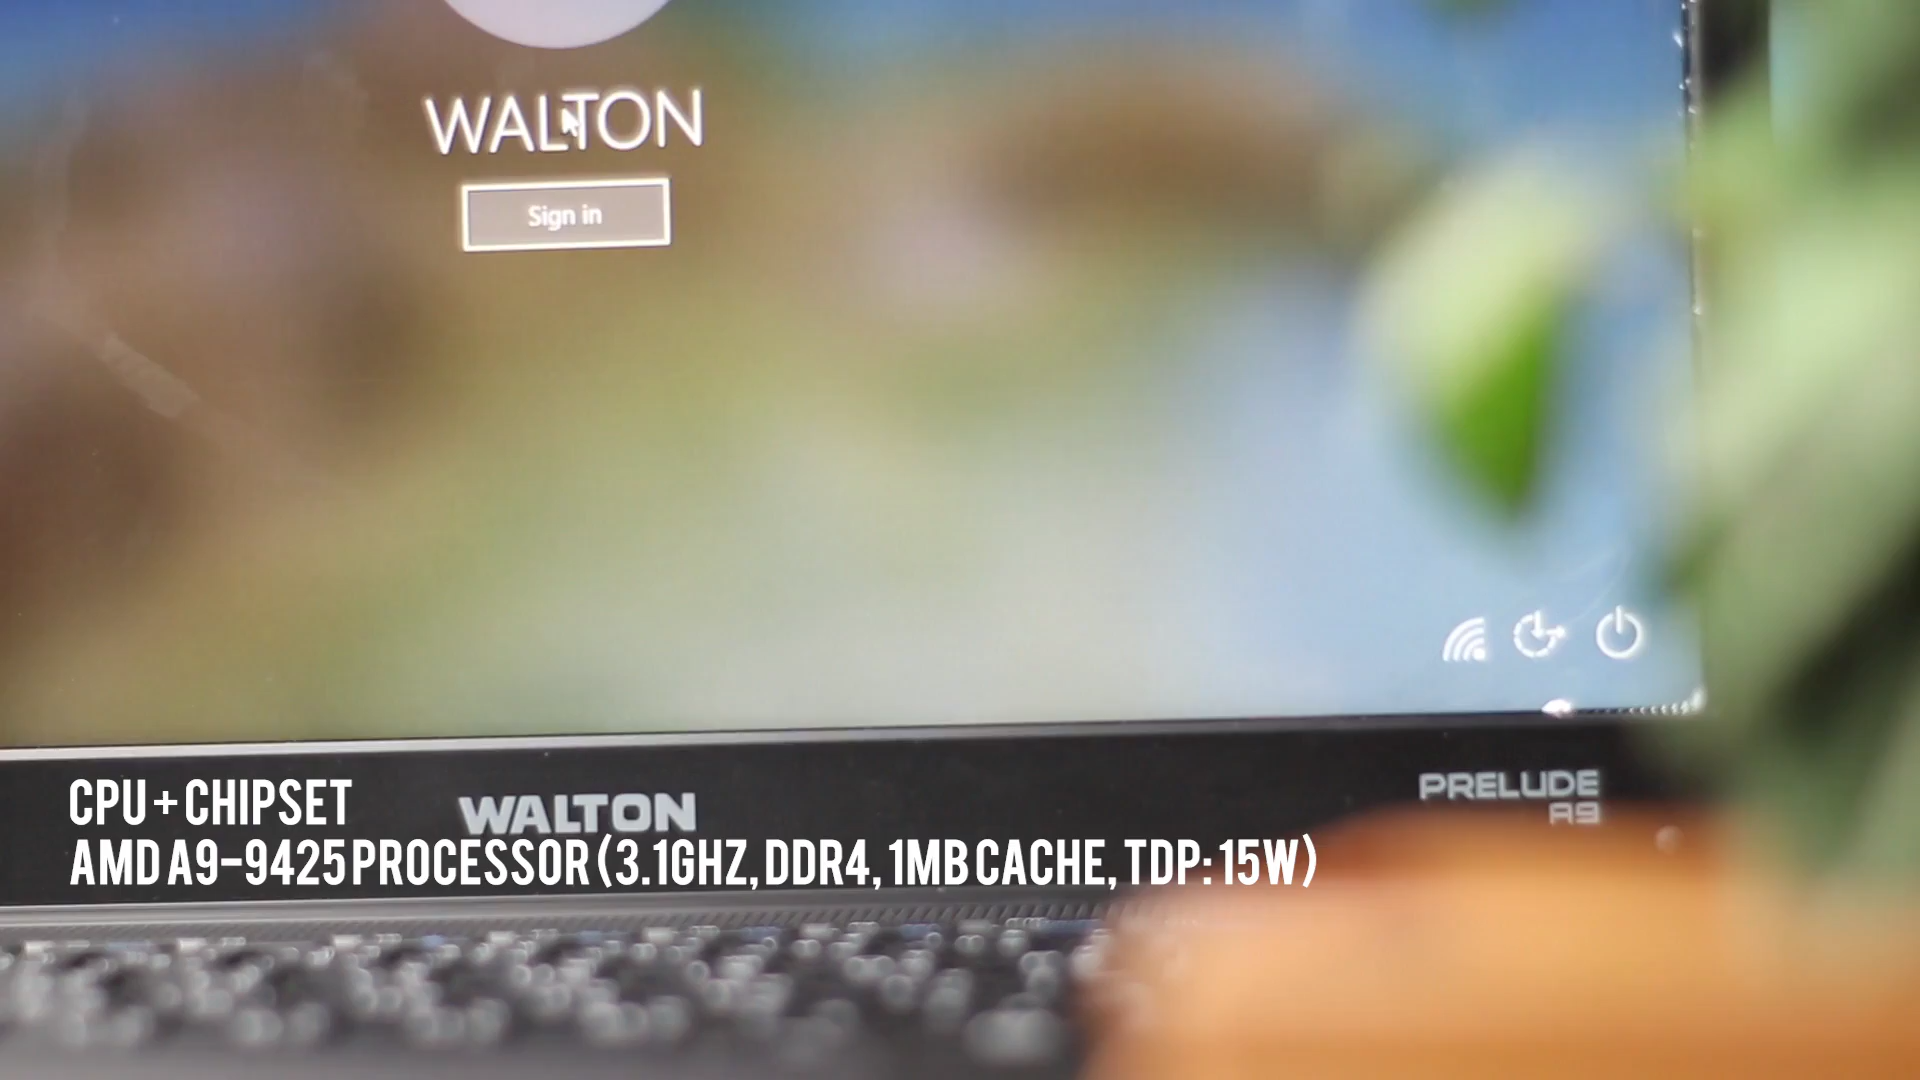 WALTON
Sign in
CPU + CHIPSET
WALTON
PRELUDE
A9
AMD A9-9425 PROCESSOR (3.1GHZ, DDR4, 1MB CACHE, TDP: 15W)